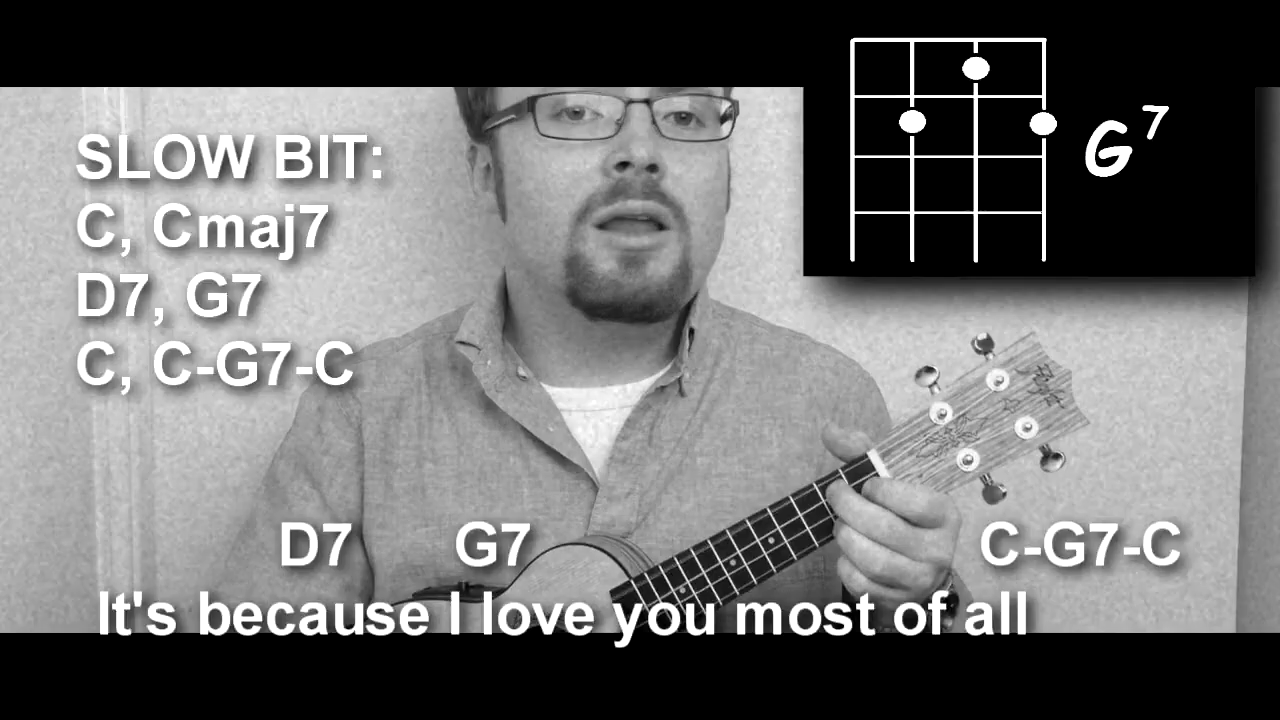 SLOW BIT:
C, Cmaj7
D7, G7
C, C-G7-C
G7
D7 G7 C-G7-C
It's because I love you most of all